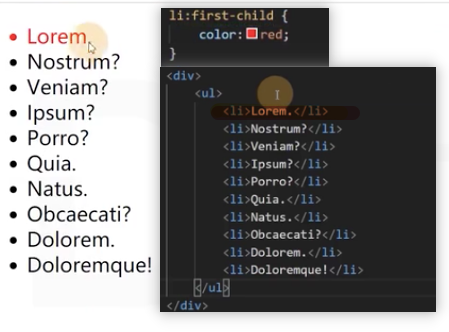 Lorem.
Nostrum?
Veniam?
Ipsum?
Porro?
Quia.
Natus.
Obcaecati?
Dolorem.
Doloremque!
li:first-child {
color: red;
}
<div>
<ul>
<li>Lorem.</li>
<li>Nostrum?</li>
<li>Veniam?</li>
<li>Ipsum?</li>
<li>Porro?</li>
<li>Quia.</li>
<li>Natus.</li>
<li>Obcaecati?</li>
<li>Dolorem.</li>
<li>Doloremque!</li>
</ul>
</div>